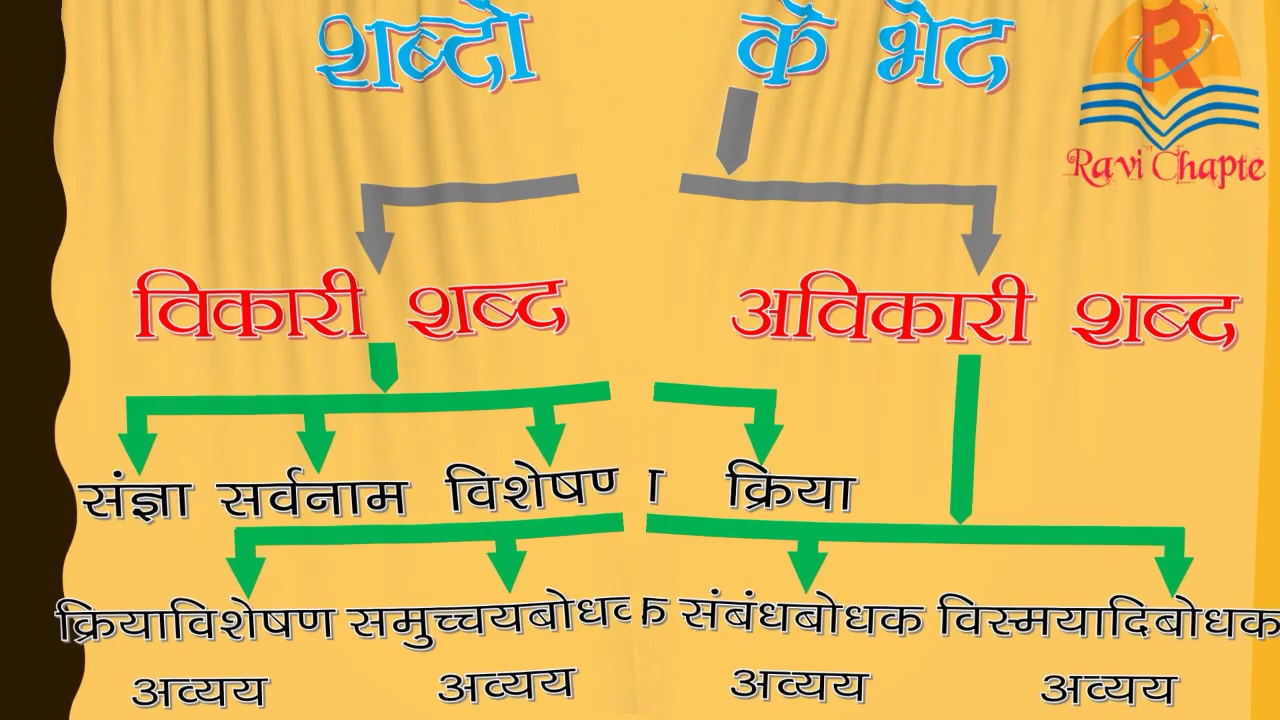 शब्दो के भेद
Ravi Chapte
विकारी शब्द अविकारी शब्द
संज्ञा सर्वनाम विशेषण क्रिया
क्रियाविशेषण समुच्चयबोधक संबंधबोधक विस्मयादिबोधक
अव्यय अव्यय अव्यय अव्यय